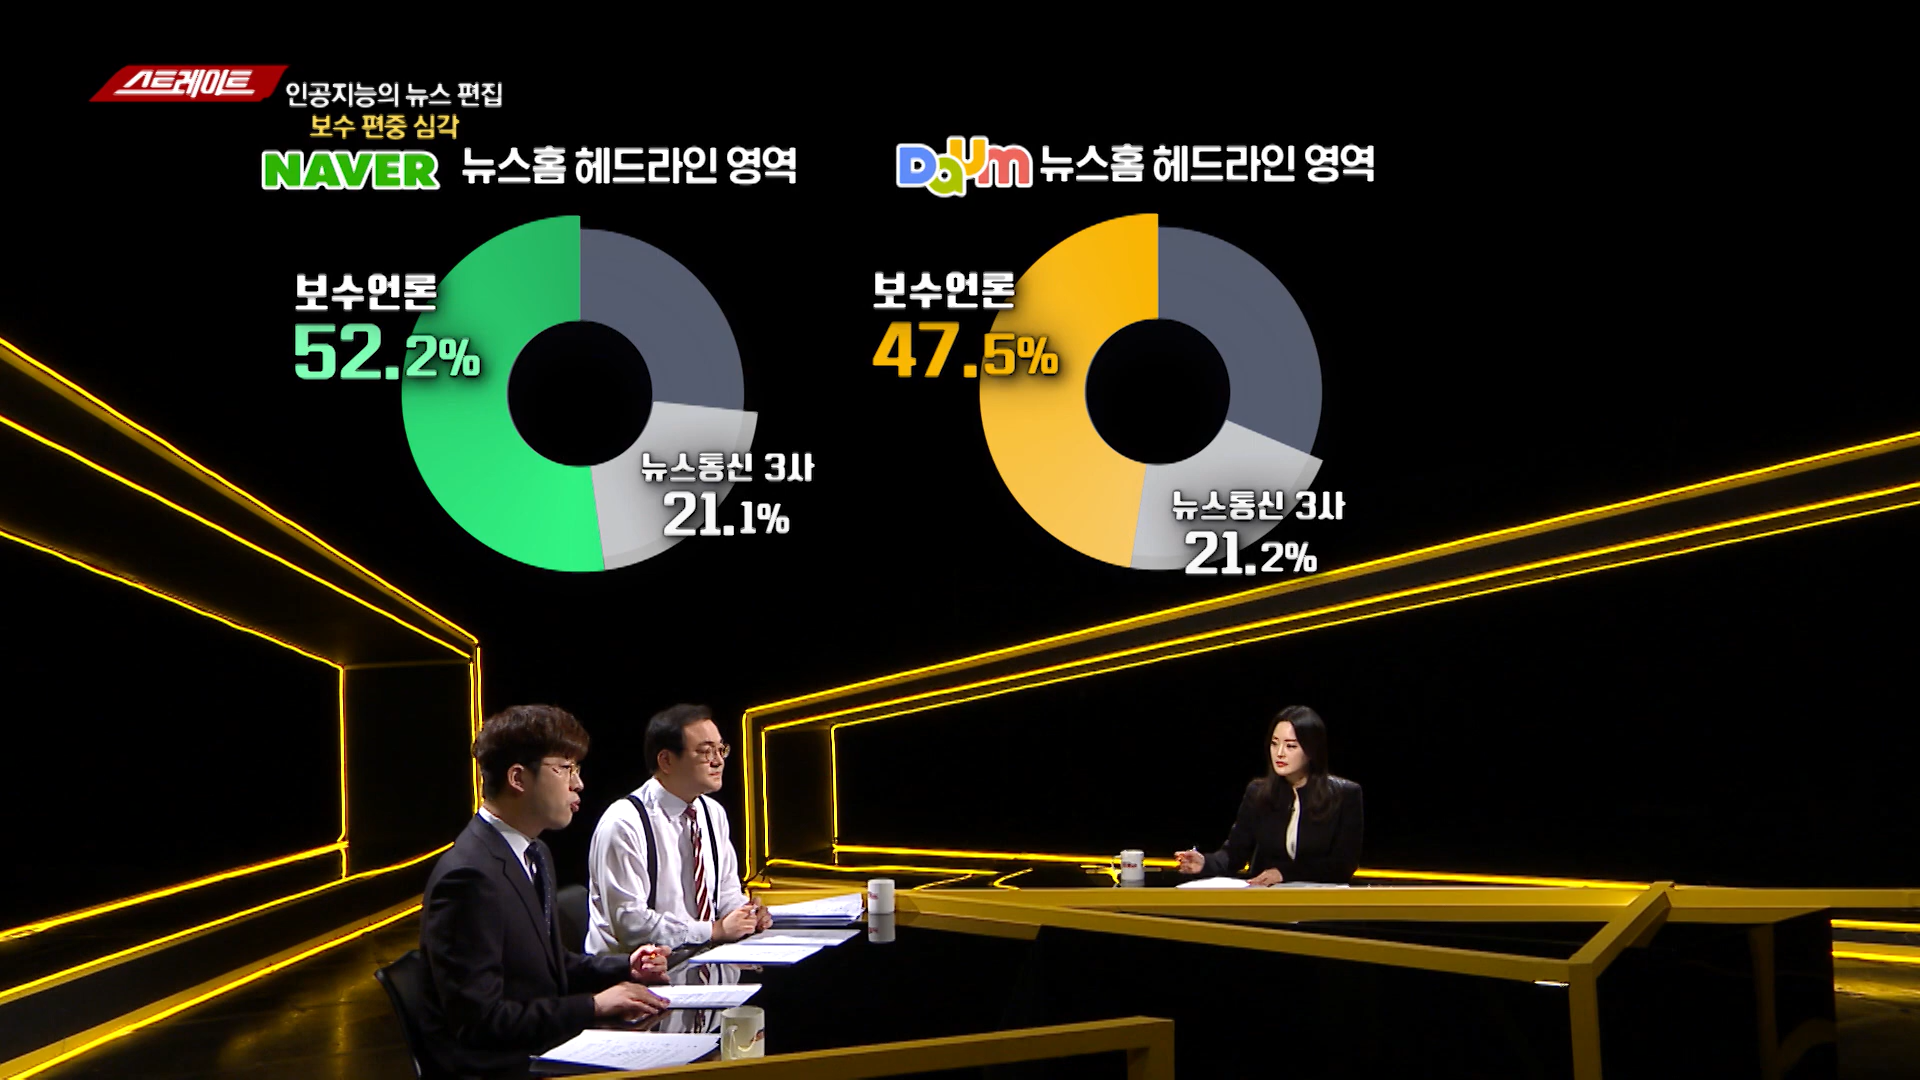 스트레이트
인공지능의 뉴스 편집
보수 편중 심각
NAVER 뉴스홈 헤드라인 영역
보수언론
52.2%
뉴스통신 3사
21.1%
Daum 뉴스홈 헤드라인 영역
보수언론
47.5%
뉴스통신 3사
21.2%